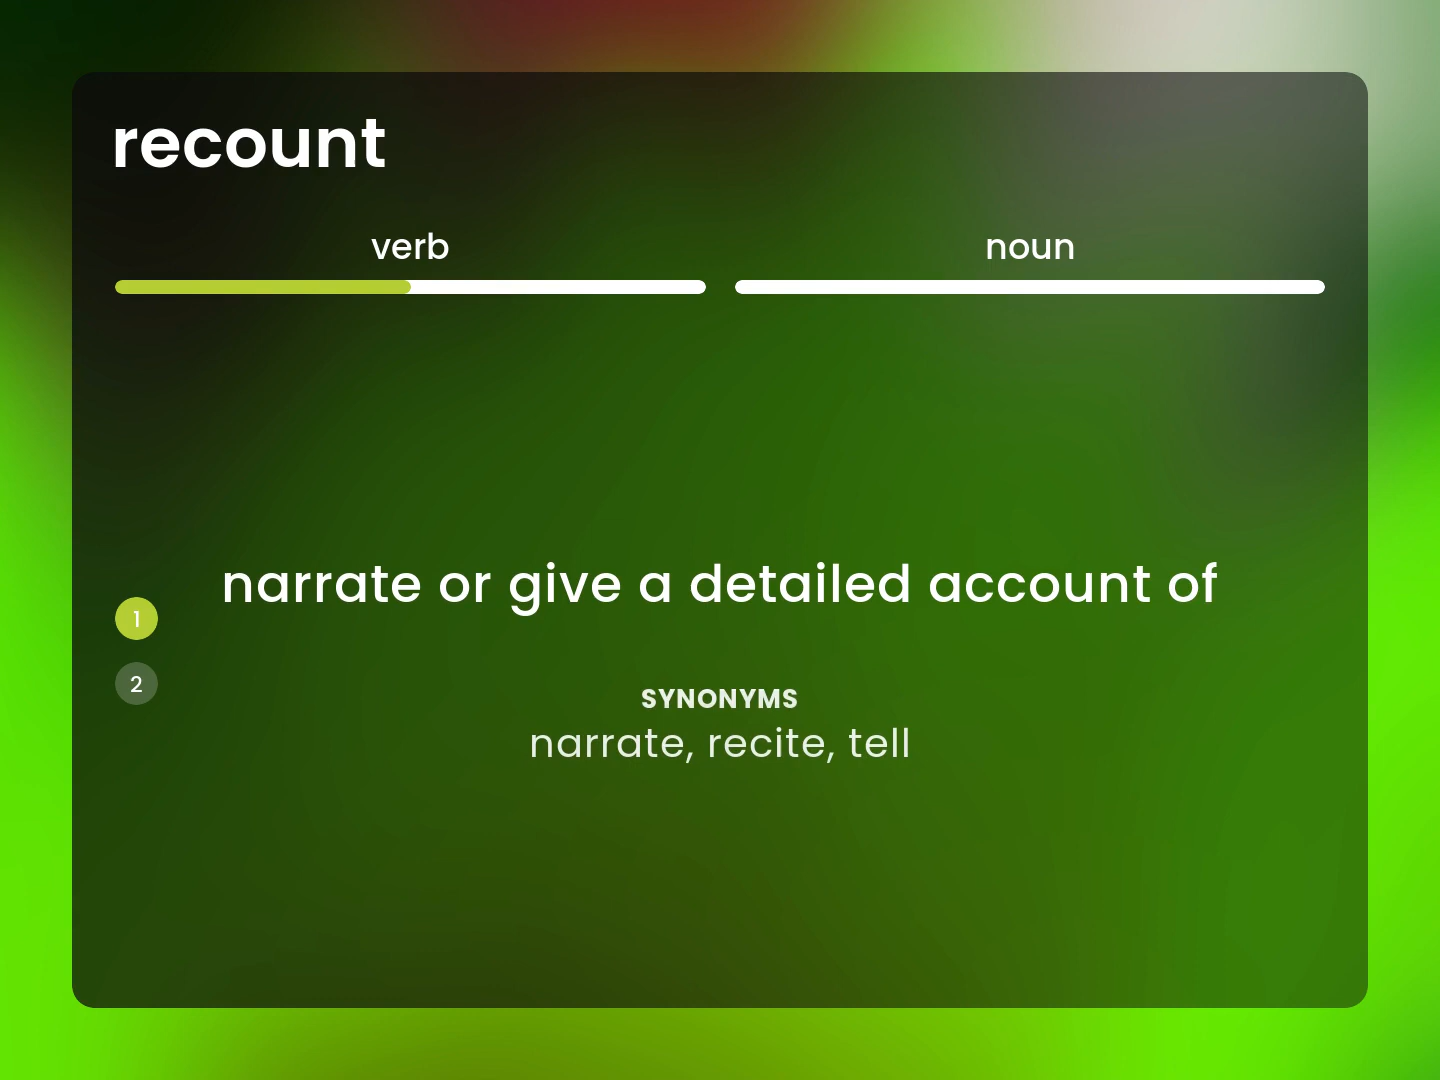 recount
verb
noun
narrate or give a detailed account of
1
2
SYNONYMS
narrate, recite, tell